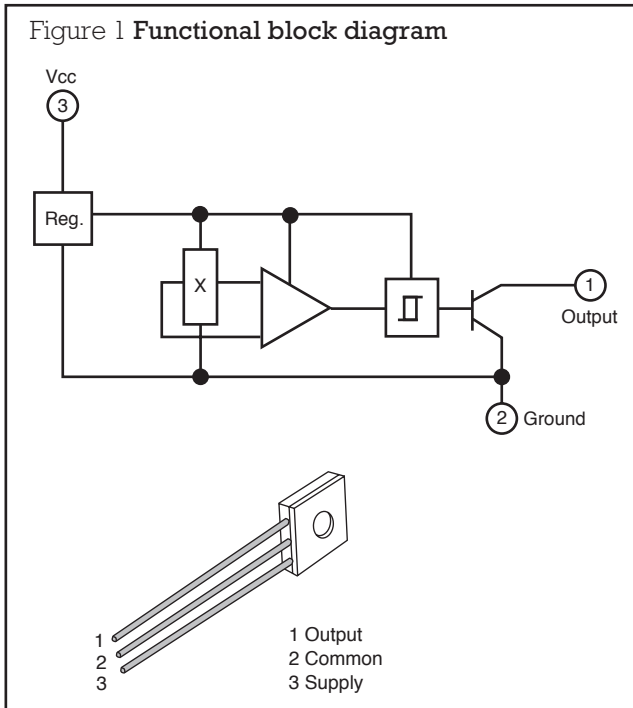 Figure 1 Functional block diagram
Vcc
3
Reg.
X
1
Output
2 Ground
1
2
3
1 Output
2 Common
3 Supply